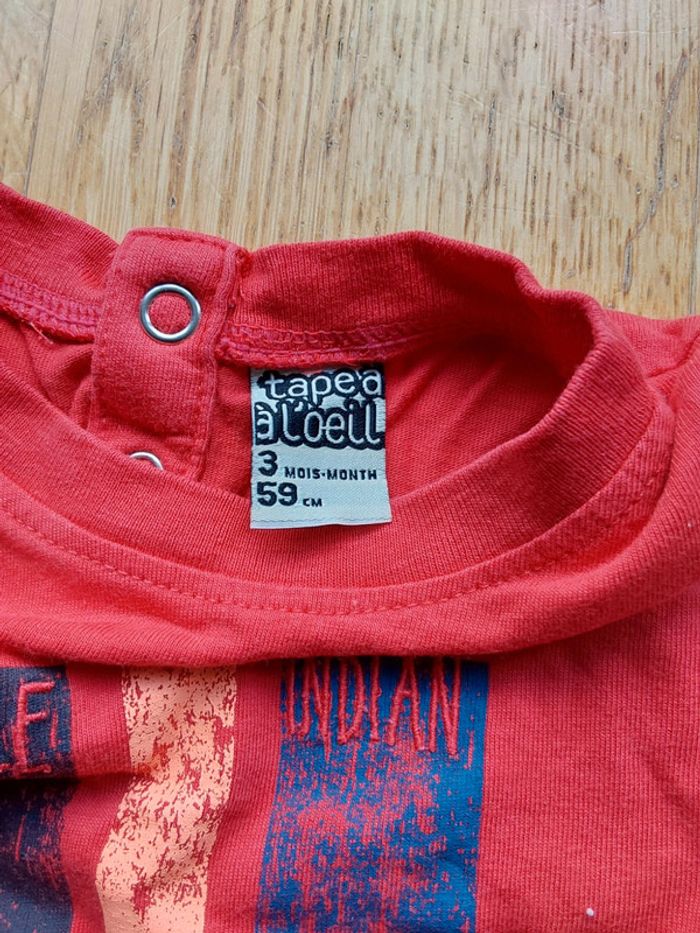 tape à
à l'oeil
3 MOIS-MONTH
59 CM
INDIAN